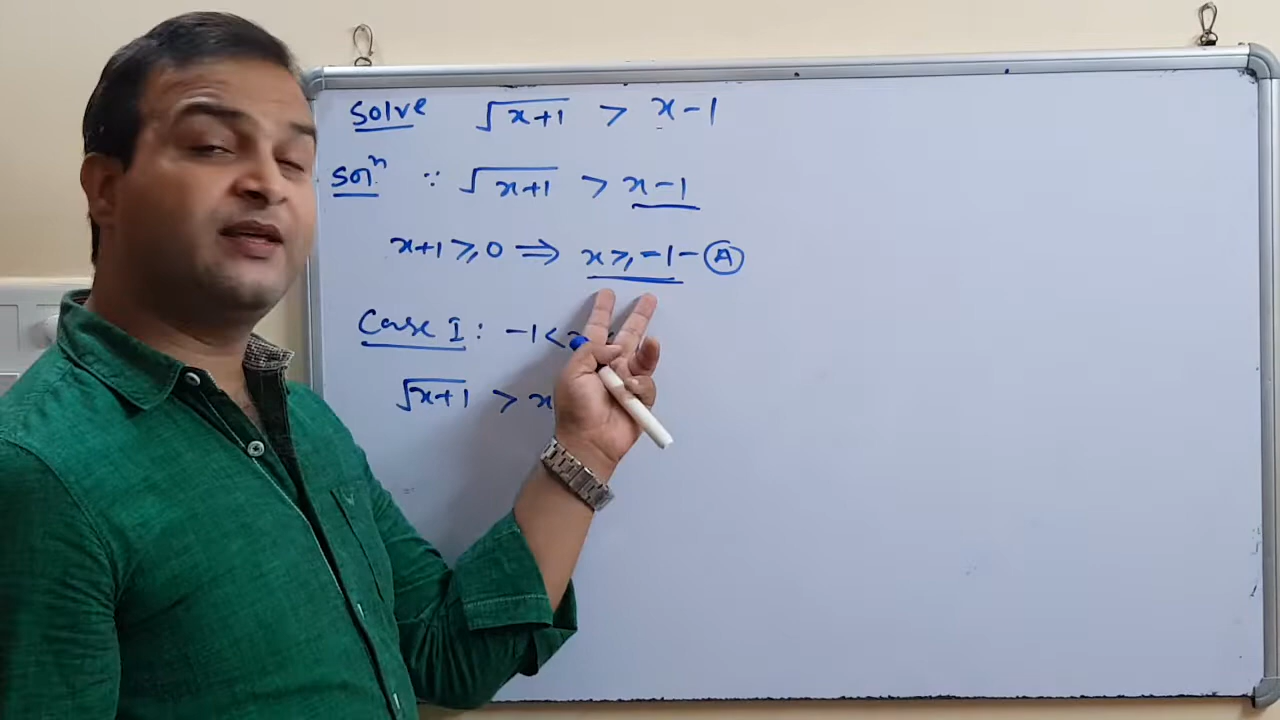 Solve √x+1 > x-1
Solⁿ ∵ √x+1 > x-1
x+1 ⩾ 0 ⇒ x ⩾ -1 - Ⓐ
Case I : -1 <
√x+1 > x